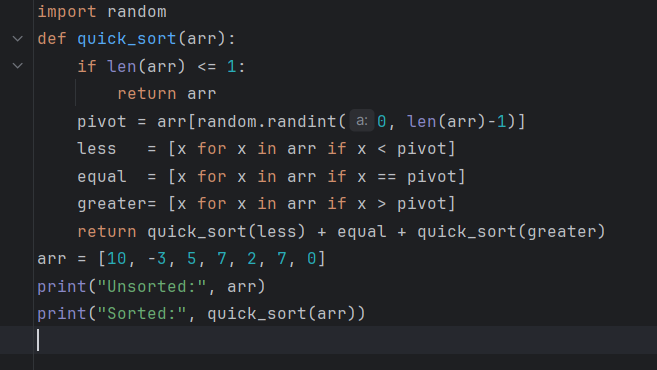 import random
def quick_sort(arr):
    if len(arr) <= 1:
        return arr
    pivot = arr[random.randint( a: 0, len(arr)-1)]
    less   = [x for x in arr if x < pivot]
    equal  = [x for x in arr if x == pivot]
    greater= [x for x in arr if x > pivot]
    return quick_sort(less) + equal + quick_sort(greater)
arr = [10, -3, 5, 7, 2, 7, 0]
print("Unsorted:", arr)
print("Sorted:", quick_sort(arr))